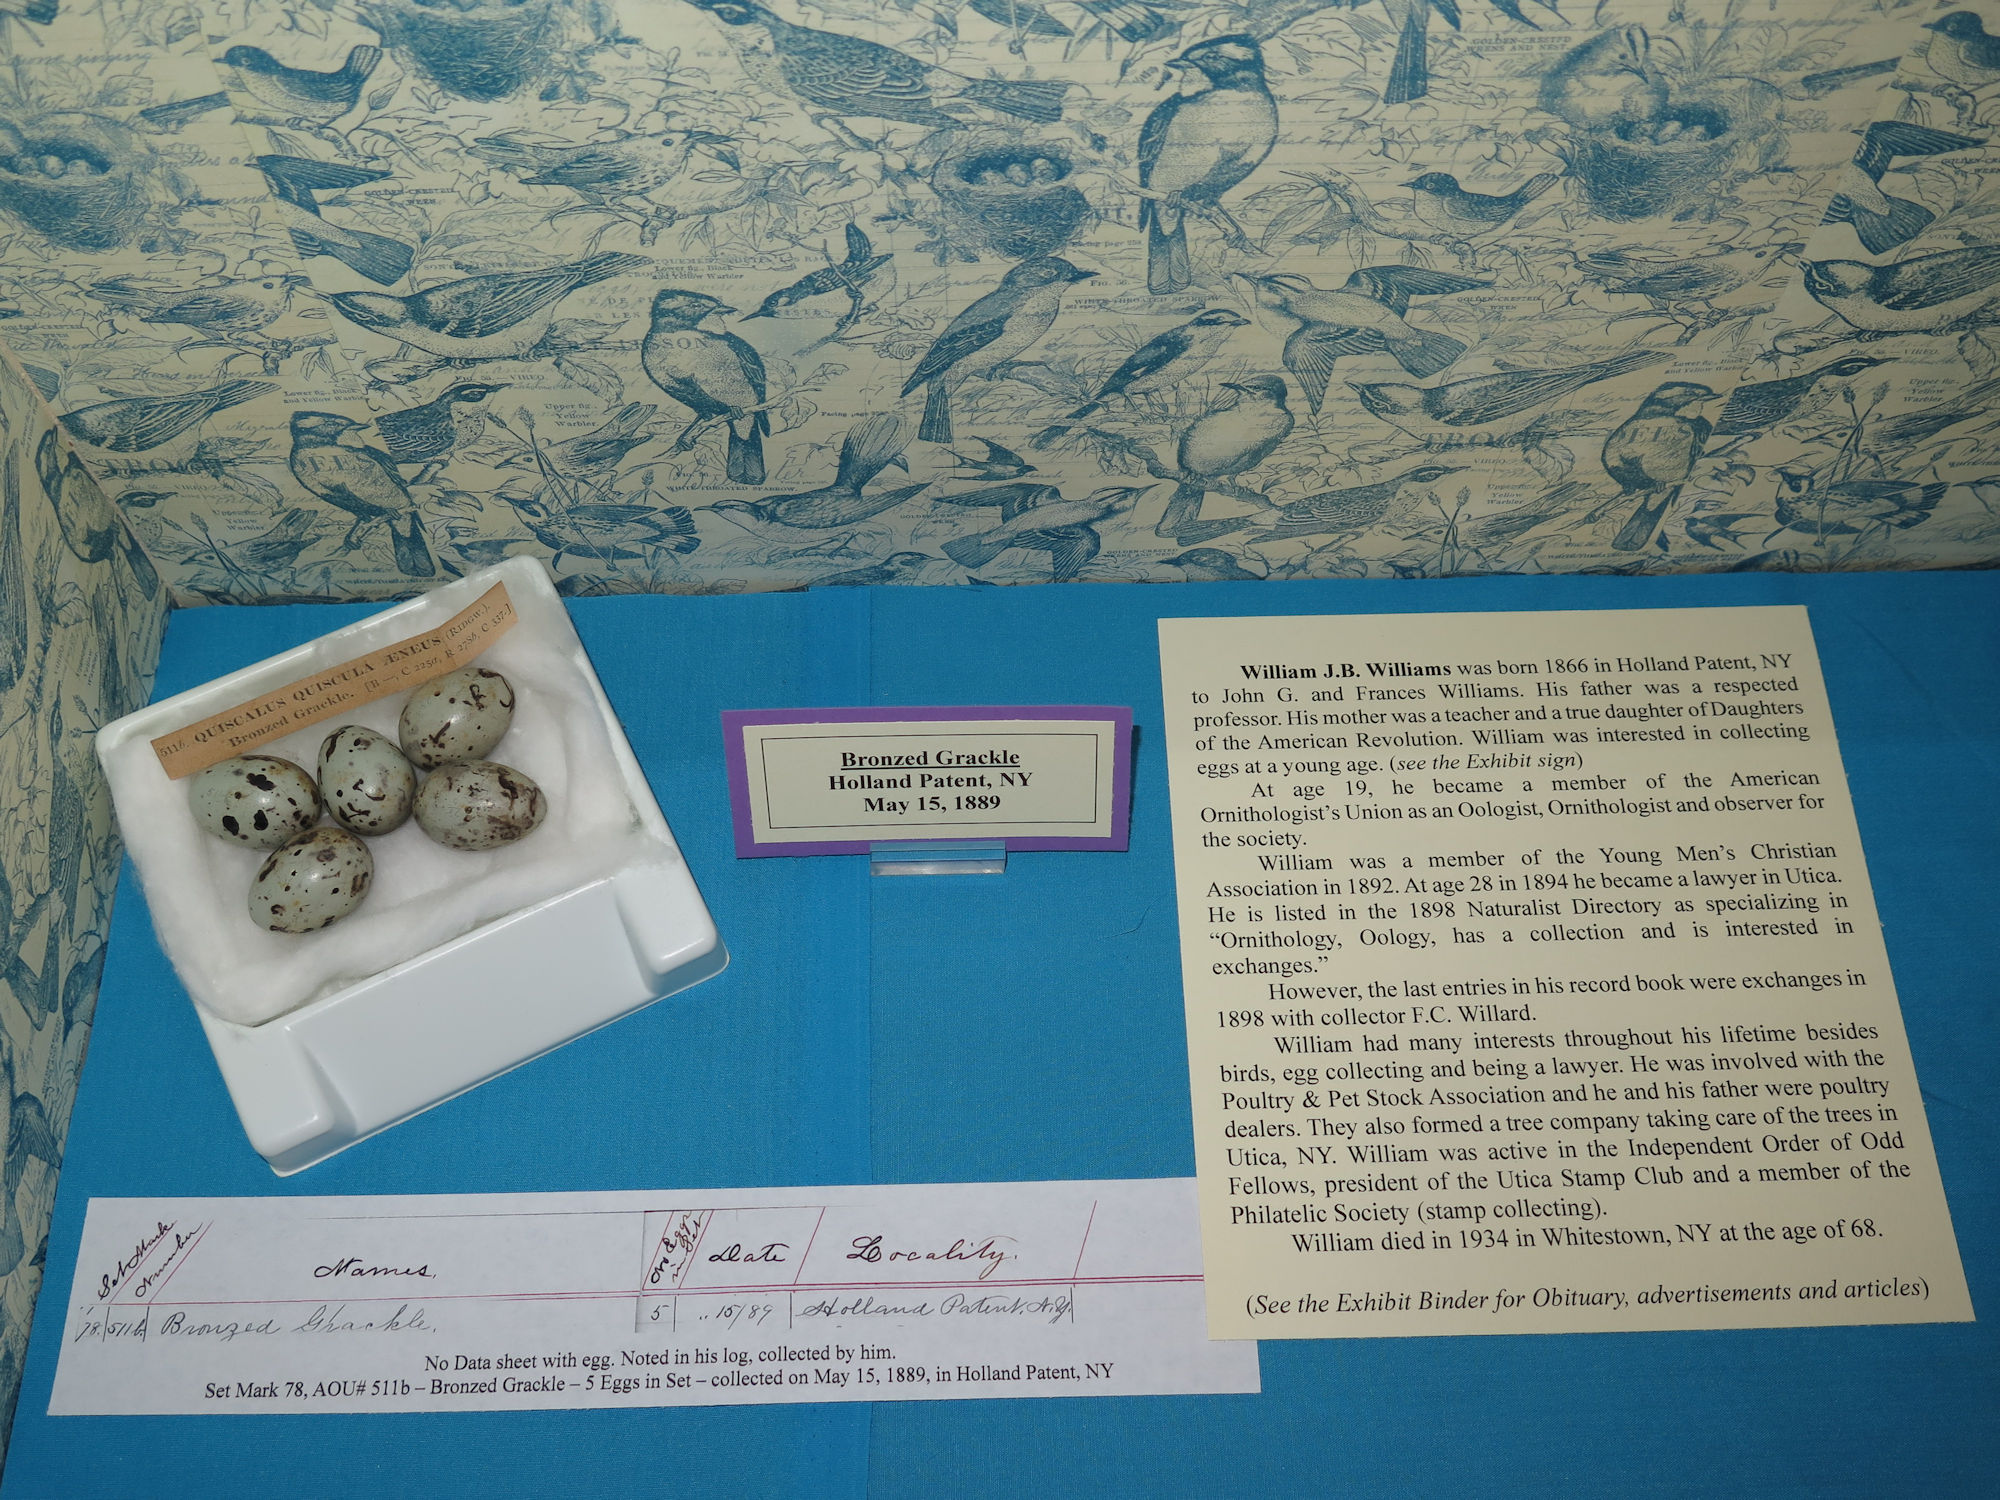 511b. QUISCALUS QUISCULA ÆNEUS (RIDGW.).
Bronzed Grackle. [B —, C 225a, R 278b, C 337.]
Bronzed Grackle
Holland Patent, NY
May 15, 1889
William J.B. Williams was born 1866 in Holland Patent, NY
to John G. and Frances Williams. His father was a respected
professor. His mother was a teacher and a true daughter of Daughters
of the American Revolution. William was interested in collecting
eggs at a young age. (see the Exhibit sign)
At age 19, he became a member of the American
Ornithologist's Union as an Oologist, Ornithologist and observer for
the society.
William was a member of the Young Men's Christian
Association in 1892. At age 28 in 1894 he became a lawyer in Utica.
He is listed in the 1898 Naturalist Directory as specializing in
“Ornithology, Oology, has a collection and is interested in
exchanges.”
However, the last entries in his record book were exchanges in
1898 with collector F.C. Willard.
William had many interests throughout his lifetime besides
birds, egg collecting and being a lawyer. He was involved with the
Poultry & Pet Stock Association and he and his father were poultry
dealers. They also formed a tree company taking care of the trees in
Utica, NY. William was active in the Independent Order of Odd
Fellows, president of the Utica Stamp Club and a member of the
Philatelic Society (stamp collecting).
William died in 1934 in Whitestown, NY at the age of 68.
(See the Exhibit Binder for Obituary, advertisements and articles)
Set Mark
Number
Names.
No Eggs
in Set
Date
Locality.
78. 511b. Bronzed Grackle. 5 " 15/89 Holland Patent. N.Y.
No Data sheet with egg. Noted in his log, collected by him.
Set Mark 78, AOU# 511b – Bronzed Grackle – 5 Eggs in Set – collected on May 15, 1889, in Holland Patent, NY